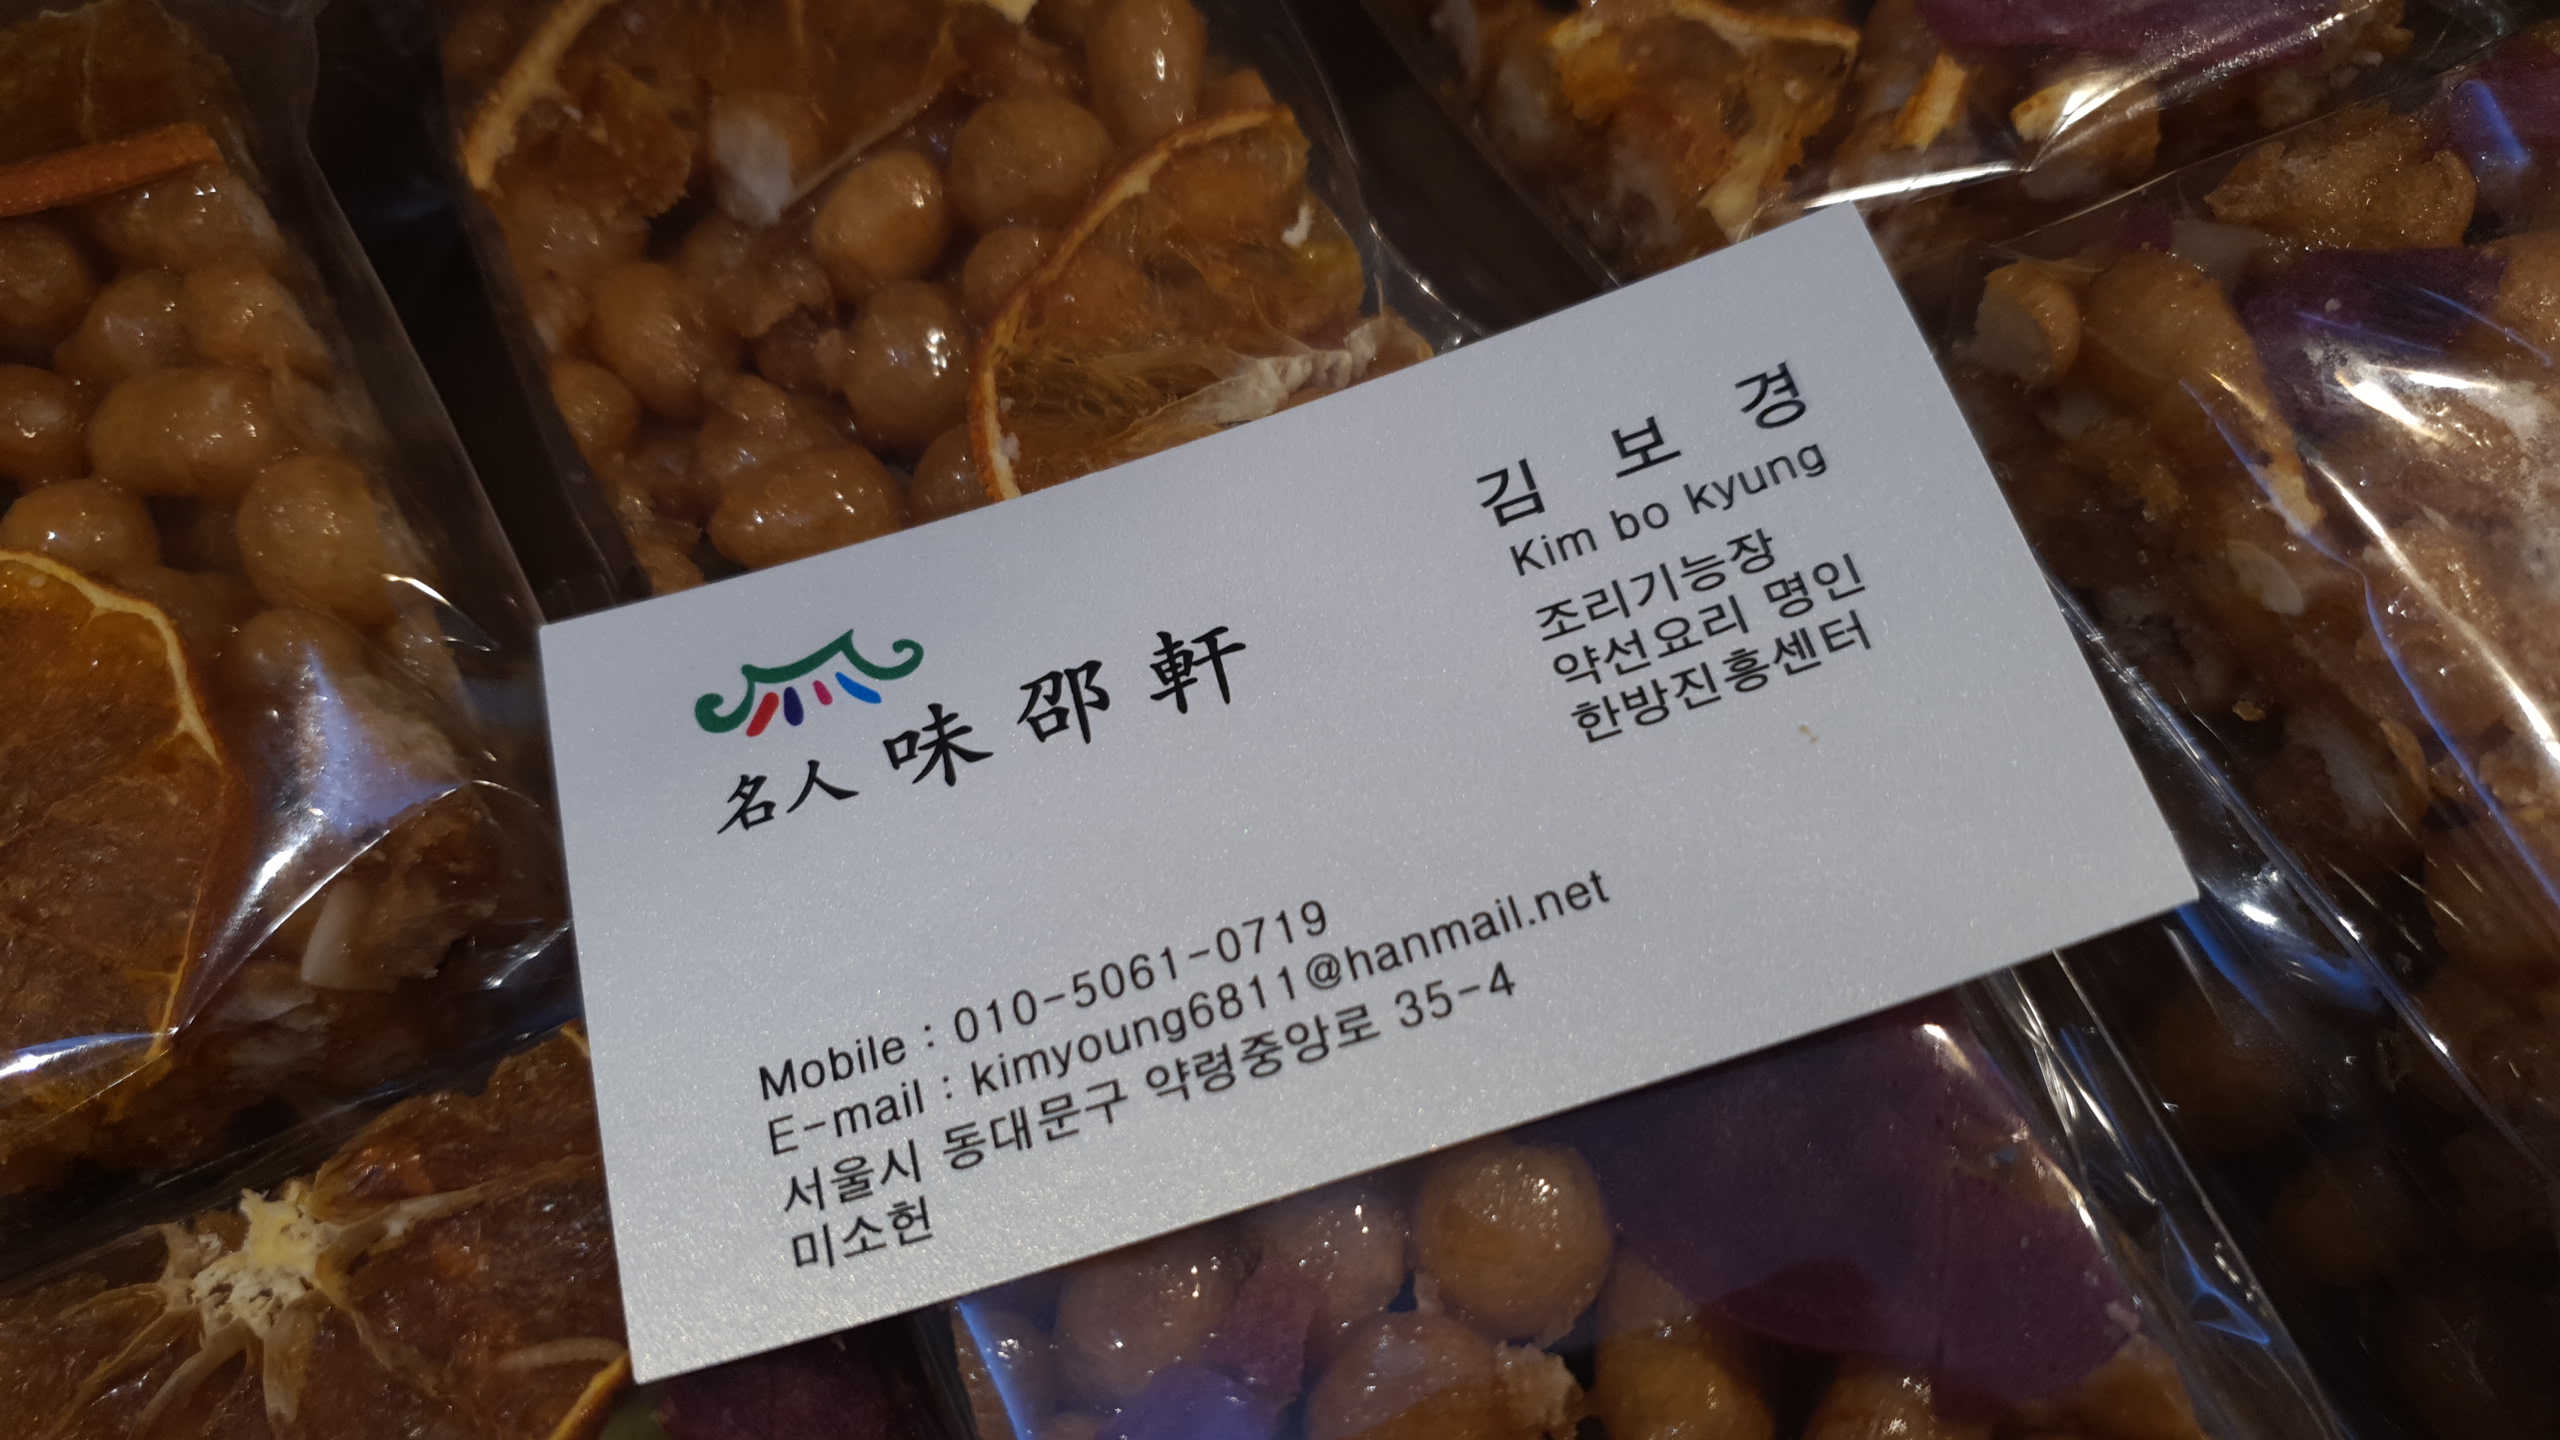 名人 味 邵 軒
김 보 경
Kim bo kyung
조리기능장
약선요리 명인
한방진흥센터
Mobile : 010-5061-0719
E-mail : kimyoung6811@hanmail.net
서울시 동대문구 약령중앙로 35-4
미소헌